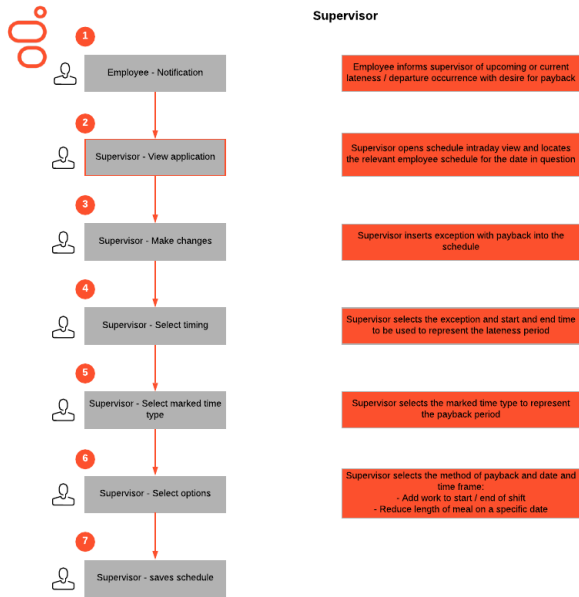 Supervisor
1
Employee - Notification
Employee informs supervisor of upcoming or current
lateness / departure occurrence with desire for payback
2
Supervisor - View application
Supervisor opens schedule intraday view and locates
the relevant employee schedule for the date in question
3
Supervisor - Make changes
Supervisor inserts exception with payback into the
schedule
4
Supervisor - Select timing
Supervisor selects the exception and start and end time
to be used to represent the lateness period
5
Supervisor - Select marked time
type
Supervisor selects the marked time type to represent
the payback period
6
Supervisor - Select options
Supervisor selects the method of payback and date and
time frame:
- Add work to start / end of shift
- Reduce length of meal on a specific date
7
Supervisor - saves schedule